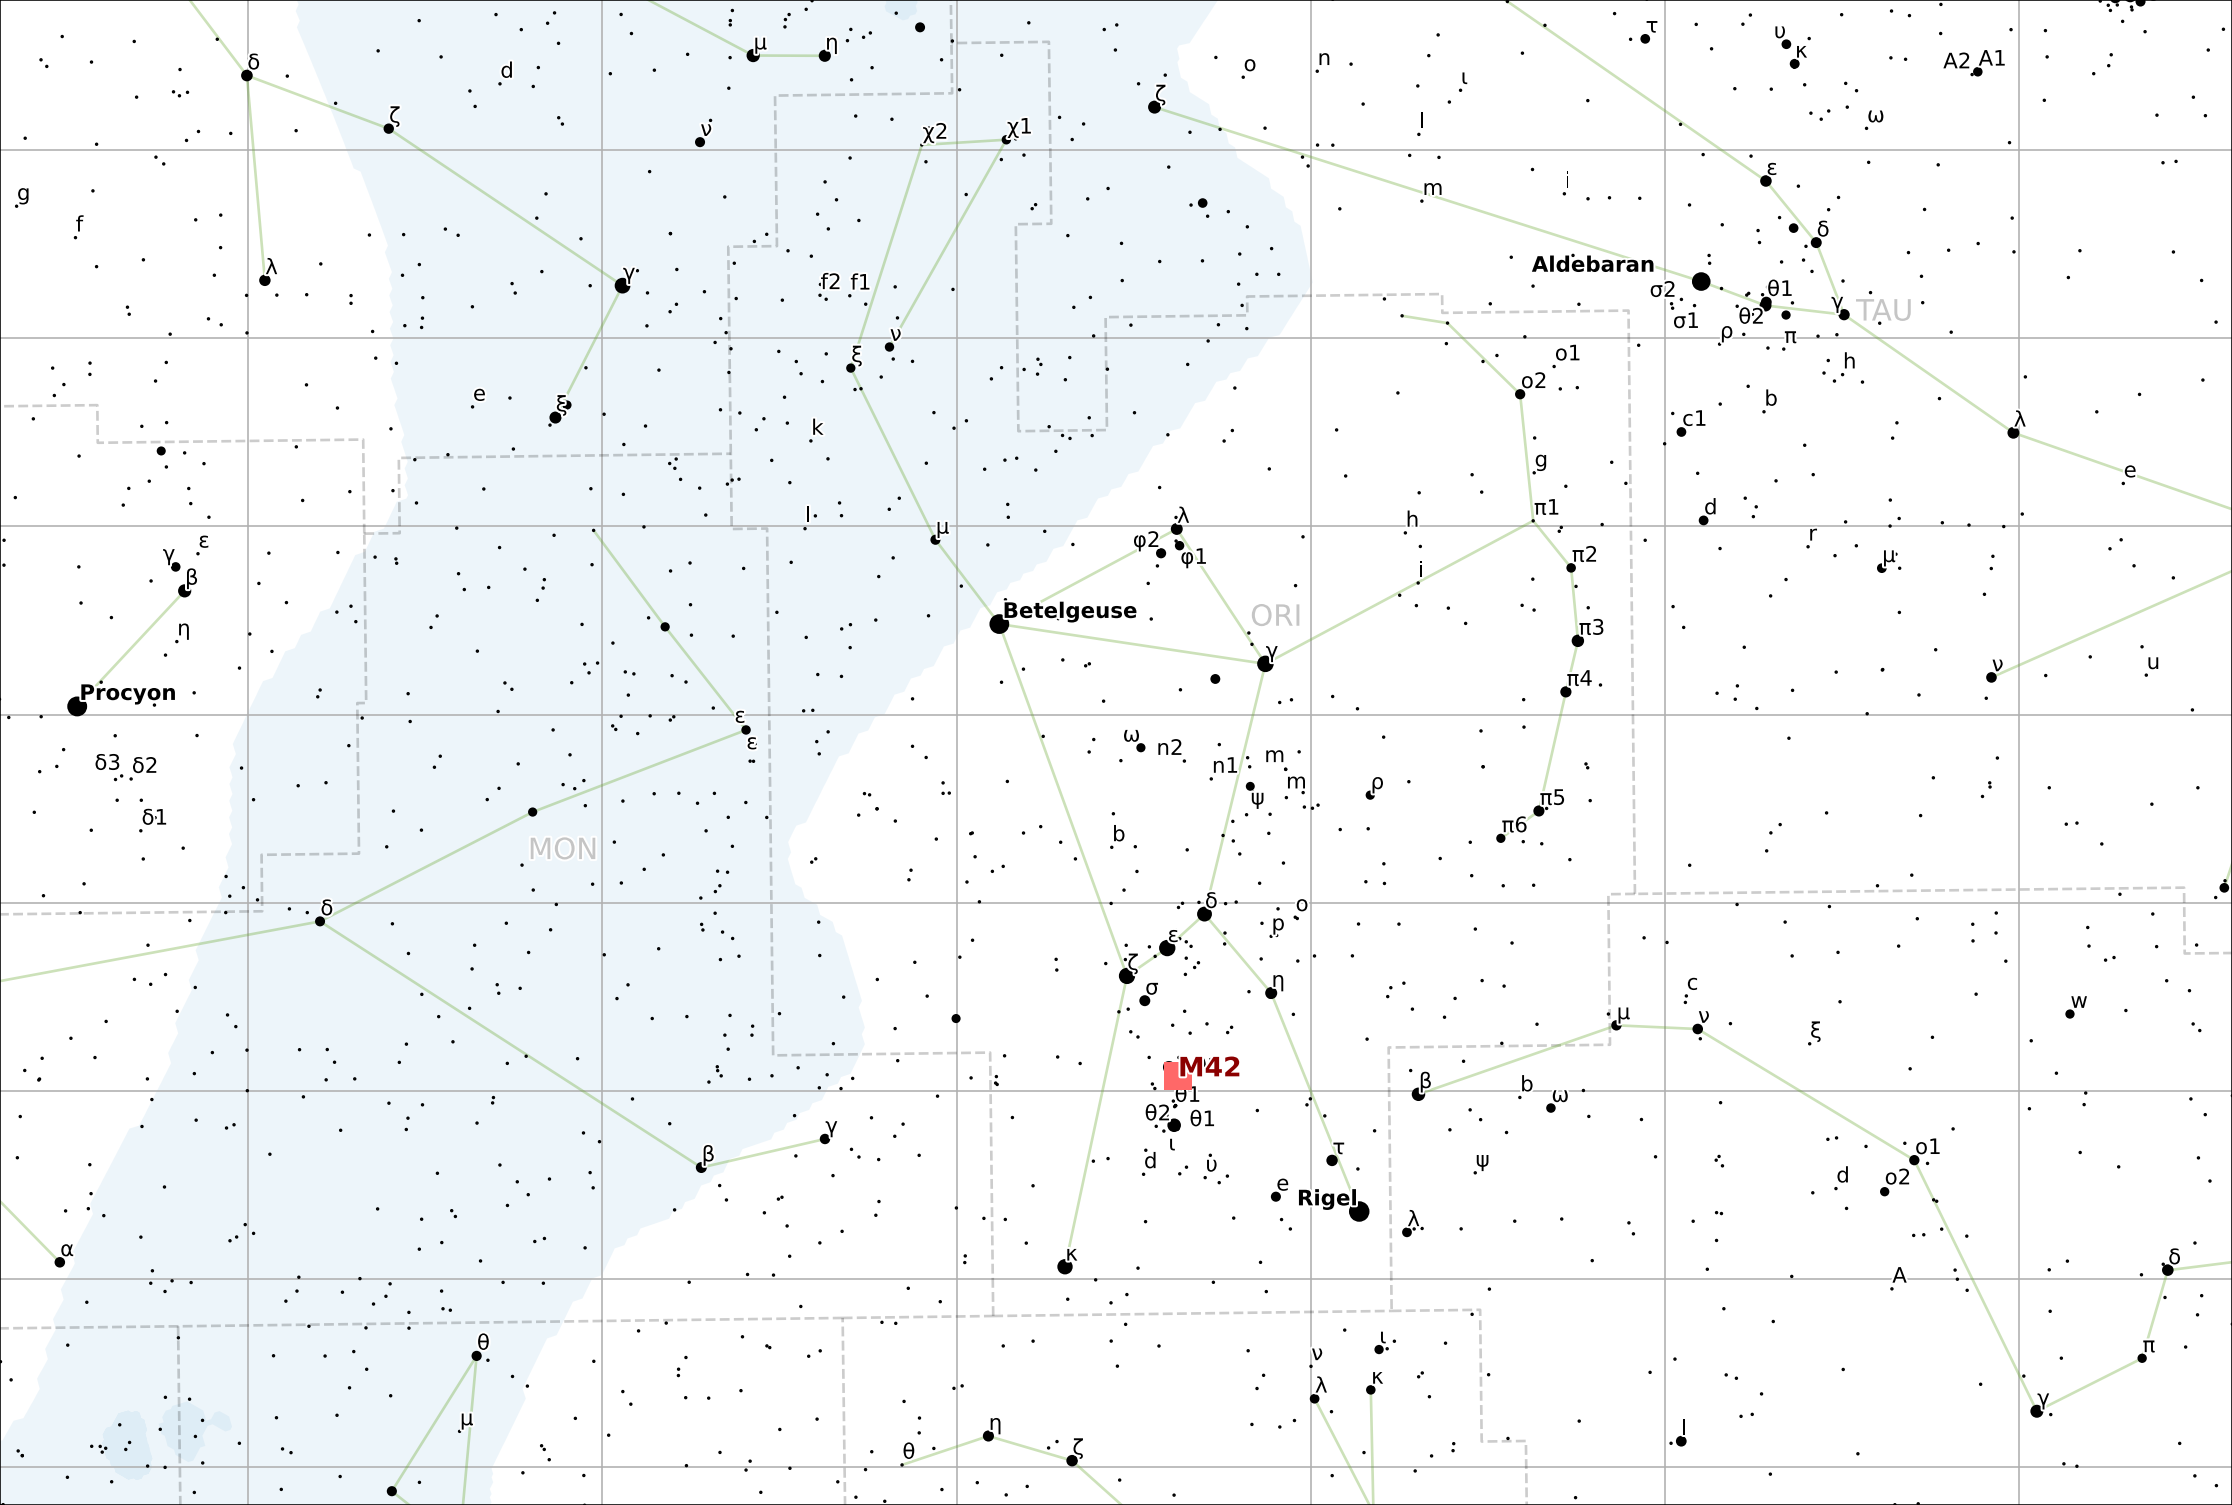 τ
υ
μ η
κ
n
A2 A1
δ
o
d
ι
ζ
ζ
l
ω
χ2 χ1
ν
ε
i
m
g
f
δ
Aldebaran
λ
γ
f2 f1
σ2
θ1
γ TAU
σ1
θ2
ρ
π
ν
ξ
o1
h
o2
e
ξ
b
k
c1
λ
g
e
π1
l
λ
h
d
μ
r
ε
φ2
φ1
γ
π2
μ
β
i
Betelgeuse
ORI
η
π3
γ
ν
u
Procyon
π4
ε
ω
n2
ε
m
δ3 δ2
n1
m
ρ
ψ
π5
δ1
π6
b
MON
δ
o
δ
p
ε
ζ
η
c
σ
w
μ
ν
ξ
M42
β
b
ω
θ1
θ2
θ1
γ
ι
τ
o1
β
d
υ
ψ
d
o2
e
Rigel
λ
α
κ
δ
A
θ
ι
π
ν
λ
κ
γ
μ
η
l
θ
ζ